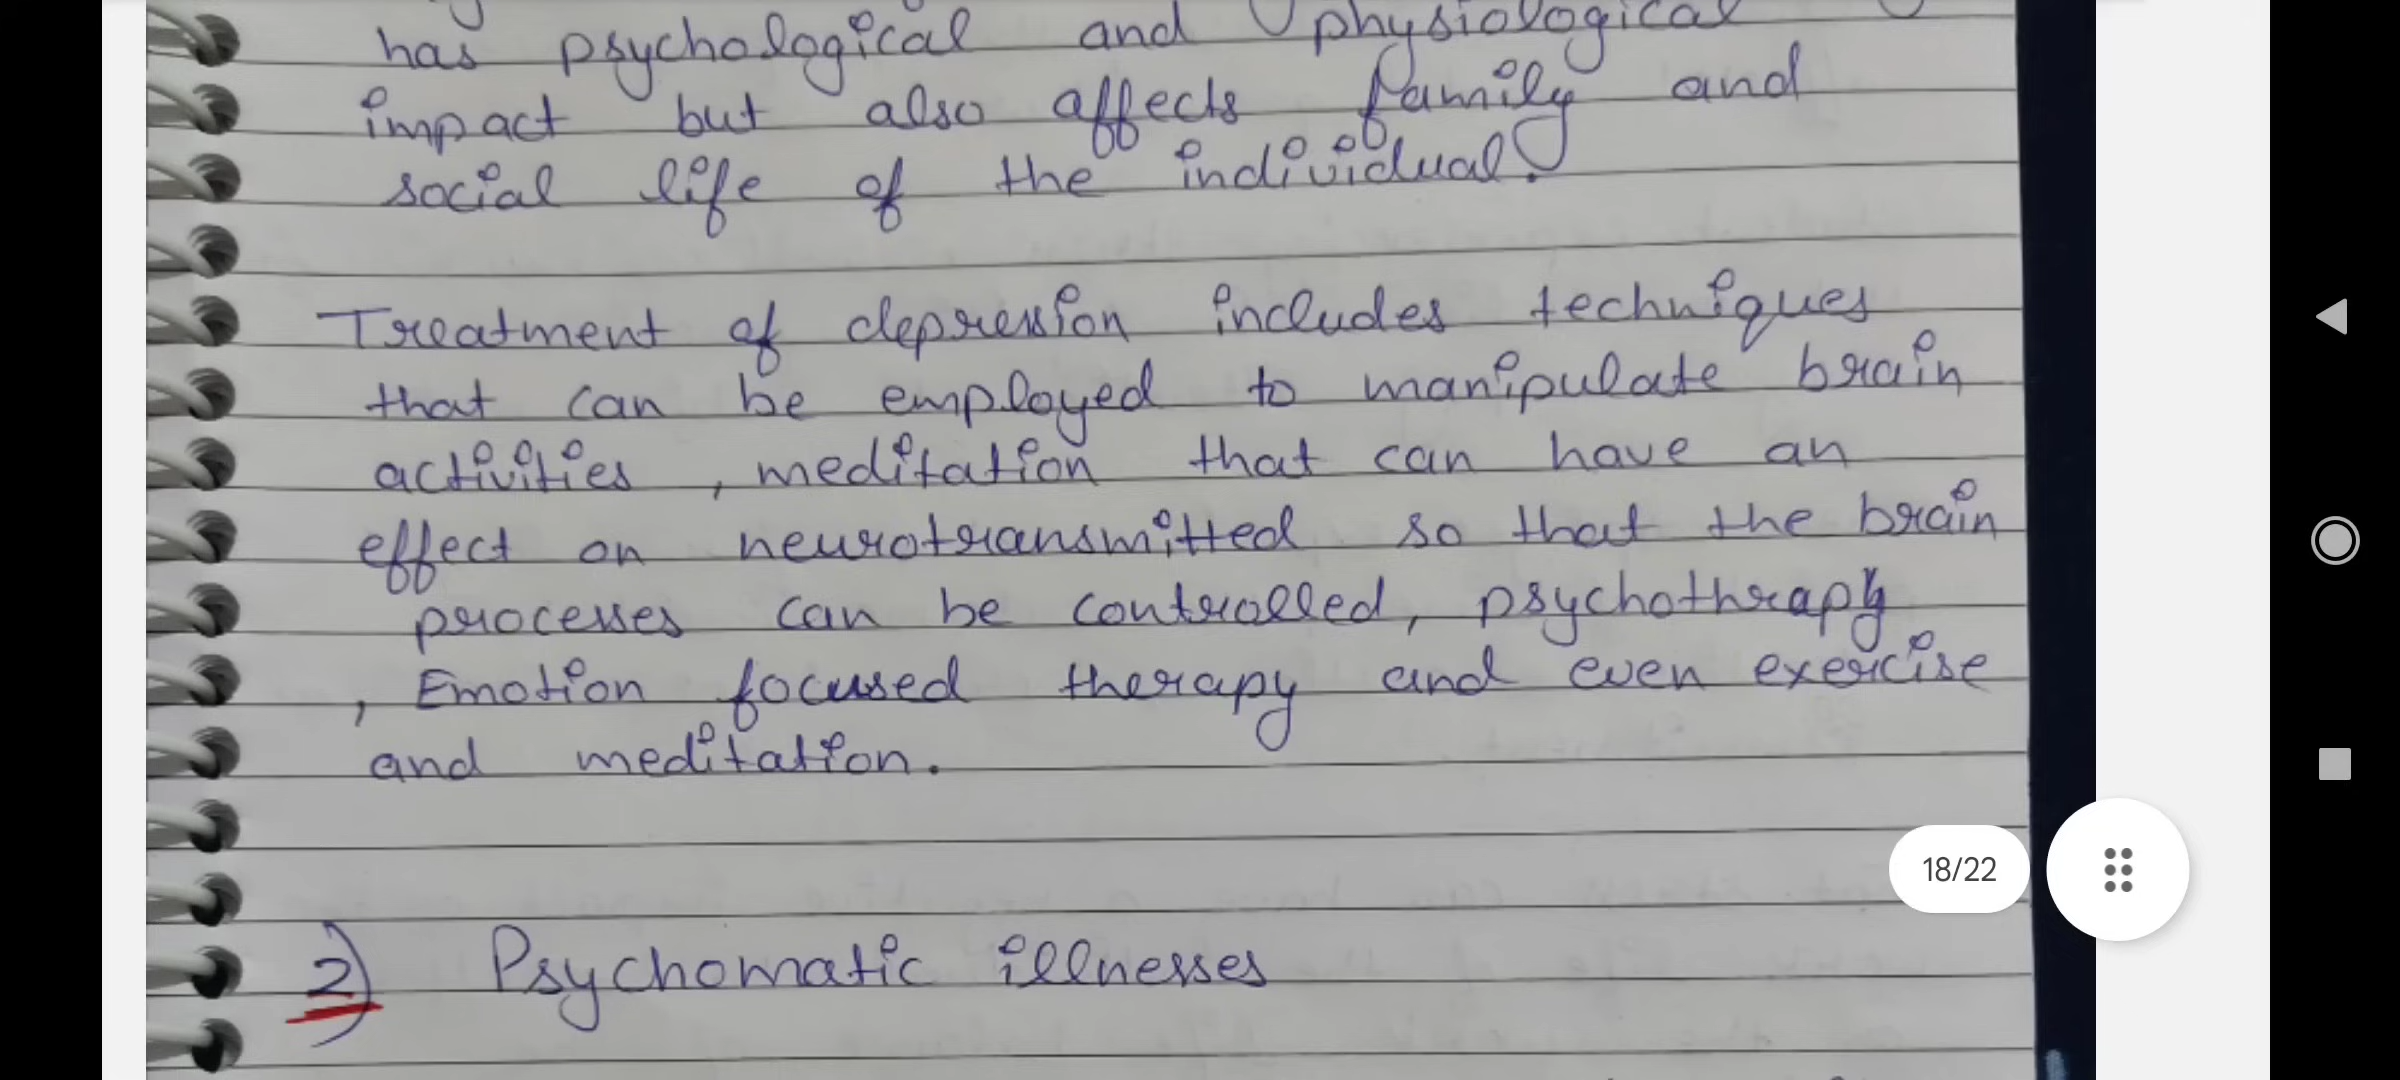 has psychological and physiological
impact but also affects family and
social life of the individual.
Treatment of depression includes techniques
that can be employed to manipulate brain
activities, meditation that can have an
effect on neurotransmitted so that the brain
processes can be controlled, psychothrapy
, Emotion focused therapy and even exercise
and meditation.
18/22
2) Psychomatic illnesses